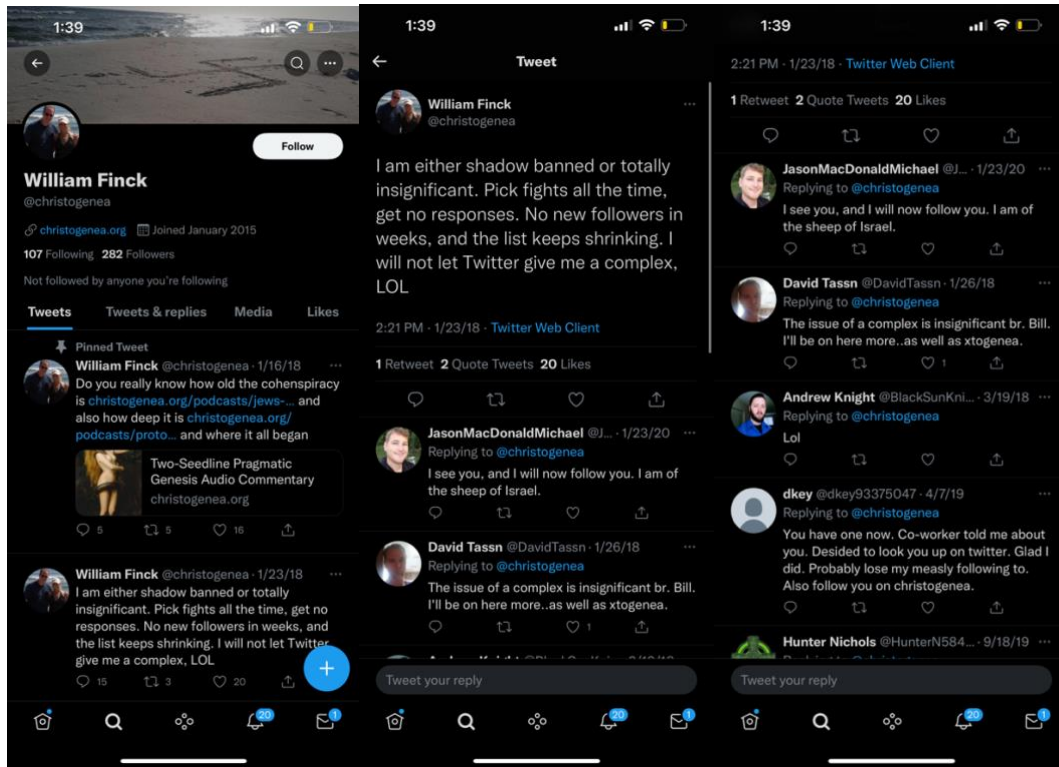 1:39
Follow
William Finck
@christogenea
christogenea.org Joined January 2015
107 Following 282 Followers
Not followed by anyone you're following
Tweets Tweets & replies Media Likes
Pinned Tweet
William Finck @christogenea · 1/16/18 ...
Do you really know how old the cohenspiracy
is christogenea.org/podcasts/jews-... and
also how deep it is christogenea.org/
podcasts/proto... and where it all began
Two-Seedline Pragmatic
Genesis Audio Commentary
christogenea.org
5 5 16
William Finck @christogenea · 1/23/18 ...
I am either shadow banned or totally
insignificant. Pick fights all the time, get no
responses. No new followers in weeks, and
the list keeps shrinking. I will not let Twitter
give me a complex, LOL
15 3 20
20 1
1:39
Tweet
William Finck ...
@christogenea
I am either shadow banned or totally
insignificant. Pick fights all the time,
get no responses. No new followers in
weeks, and the list keeps shrinking. I
will not let Twitter give me a complex,
LOL
2:21 PM · 1/23/18 · Twitter Web Client
1 Retweet 2 Quote Tweets 20 Likes
JasonMacDonaldMichael @J... · 1/23/20 ...
Replying to @christogenea
I see you, and I will now follow you. I am of
the sheep of Israel.
David Tassn @DavidTassn · 1/26/18 ...
Replying to @christogenea
The issue of a complex is insignificant br. Bill.
I'll be on here more..as well as xtogenea.
1
Tweet your reply
20 1
1:39
2:21 PM · 1/23/18 · Twitter Web Client
1 Retweet 2 Quote Tweets 20 Likes
JasonMacDonaldMichael @J... · 1/23/20 ...
Replying to @christogenea
I see you, and I will now follow you. I am of
the sheep of Israel.
David Tassn @DavidTassn · 1/26/18 ...
Replying to @christogenea
The issue of a complex is insignificant br. Bill.
I'll be on here more..as well as xtogenea.
1
Andrew Knight @BlackSunKni... · 3/19/18 ...
Replying to @christogenea
Lol
dkey @dkey93375047 · 4/7/19 ...
Replying to @christogenea
You have one now. Co-worker told me about
you. Desided to look you up on twitter. Glad I
did. Probably lose my measly following to.
Also follow you on christogenea.
Hunter Nichols @HunterN584... · 9/18/19 ...
Tweet your reply
20 1